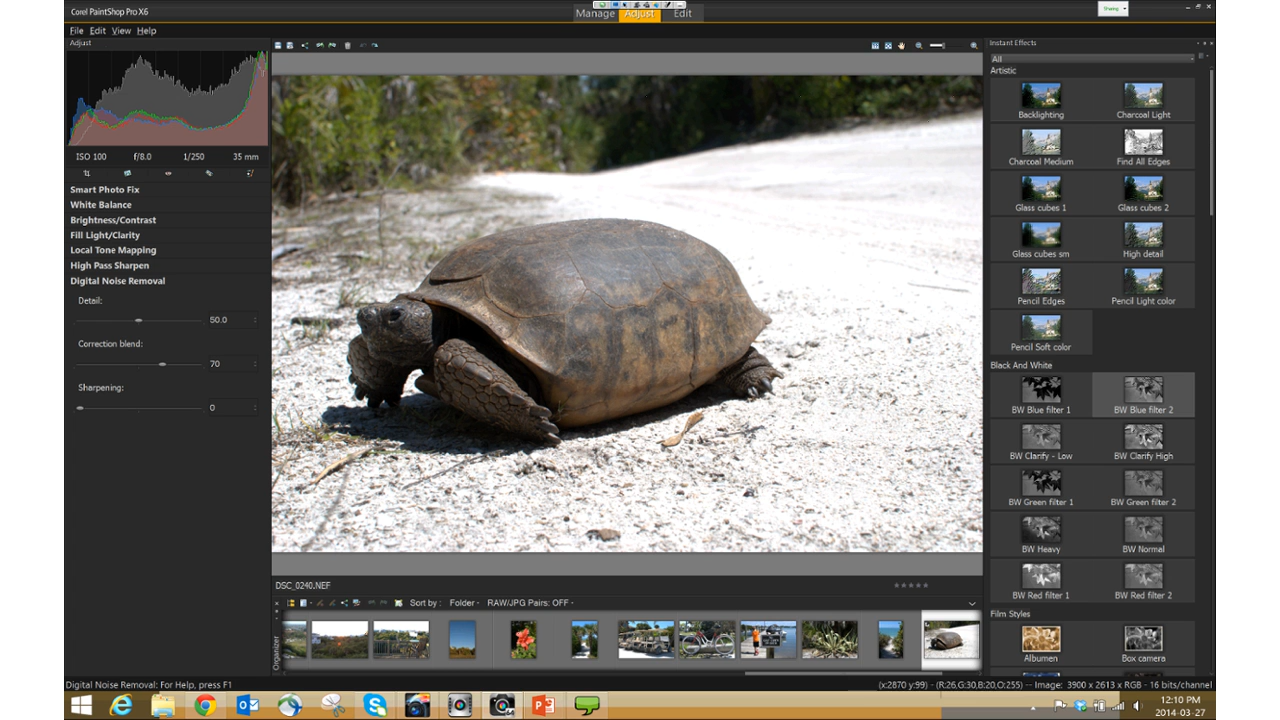 Corel PaintShop Pro X6
Manage Adjust Edit
Sharing
File Edit View Help
Adjust
ISO 100 f/8.0 1/250 35 mm
Smart Photo Fix
White Balance
Brightness/Contrast
Fill Light/Clarity
Local Tone Mapping
High Pass Sharpen
Digital Noise Removal
Detail:
50.0
Correction blend:
70
Sharpening:
0
DSC_0240.NEF
Sort by : Folder RAW/JPG Pairs: OFF
Organizer
Instant Effects
All
Artistic
Backlighting Charcoal Light
Charcoal Medium Find All Edges
Glass cubes 1 Glass cubes 2
Glass cubes sm High detail
Pencil Edges Pencil Light color
Pencil Soft color
Black And White
BW Blue filter 1 BW Blue filter 2
BW Clarify - Low BW Clarify High
BW Green filter 1 BW Green filter 2
BW Heavy BW Normal
BW Red filter 1 BW Red filter 2
Film Styles
Albumen Box camera
Digital Noise Removal: For Help, press F1
(x:2870 y:99) - (R:26,G:30,B:20,O:255) -- Image: 3900 x 2613 x RGB - 16 bits/channel
12:10 PM
2014-03-27